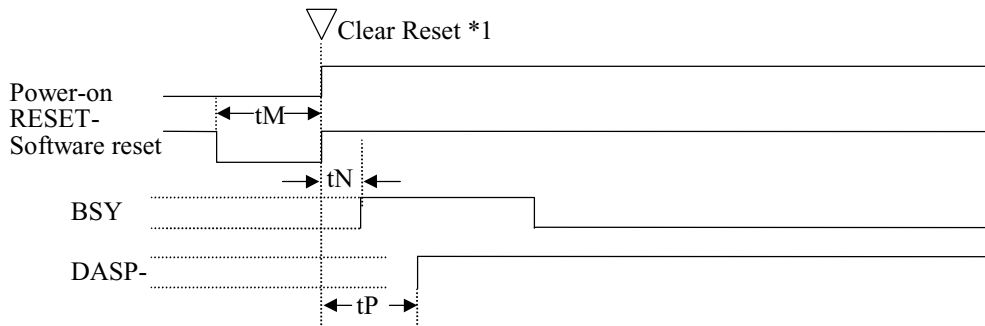 Clear Reset *1
Power-on
RESET-
Software reset
tM
tN
BSY
DASP-
tP